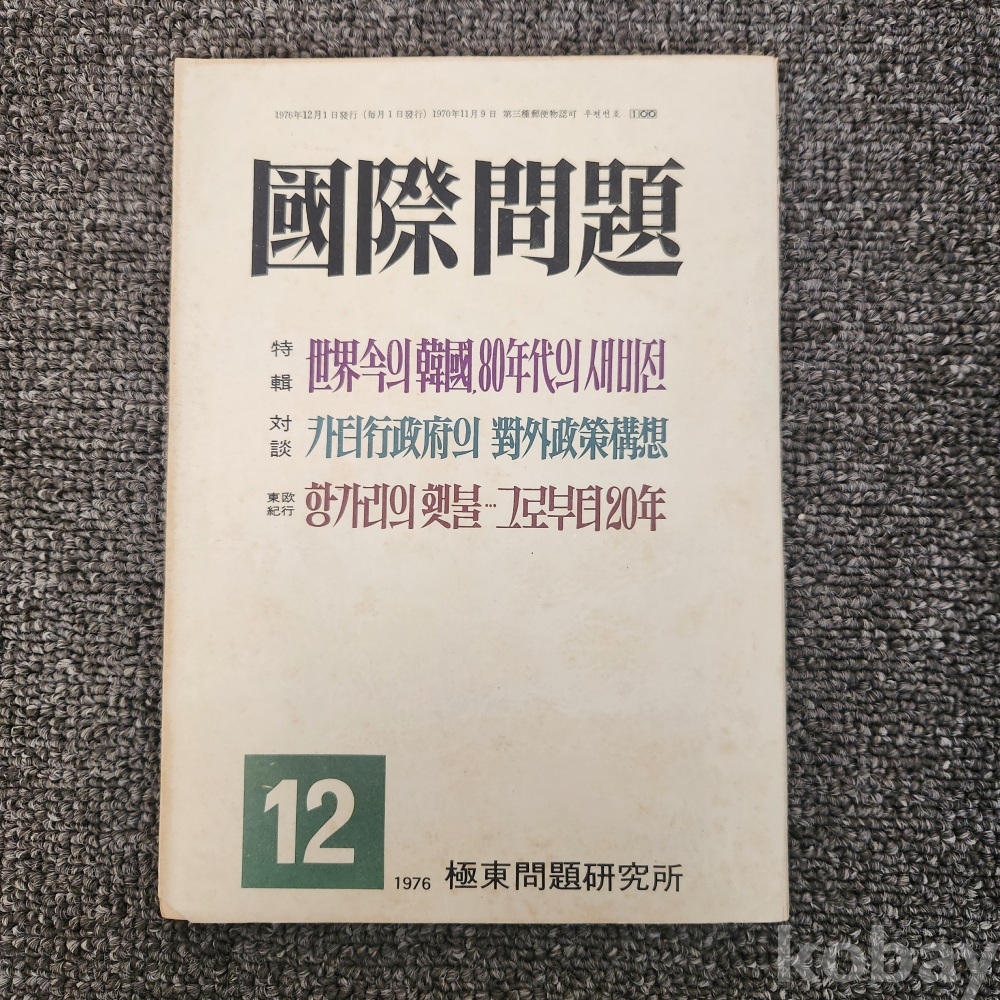 1976年12月1日發行 (每月1日發行) 1970年11月9日 第三種郵便物認可 우편번호 100
國際問題
特輯 世界속의 韓國, 80年代의 새비전
対談 카터行政府의 對外政策構想
東欧紀行 항가리의 횃불…그로부터 20年
12
1976 極東問題研究所
kobay